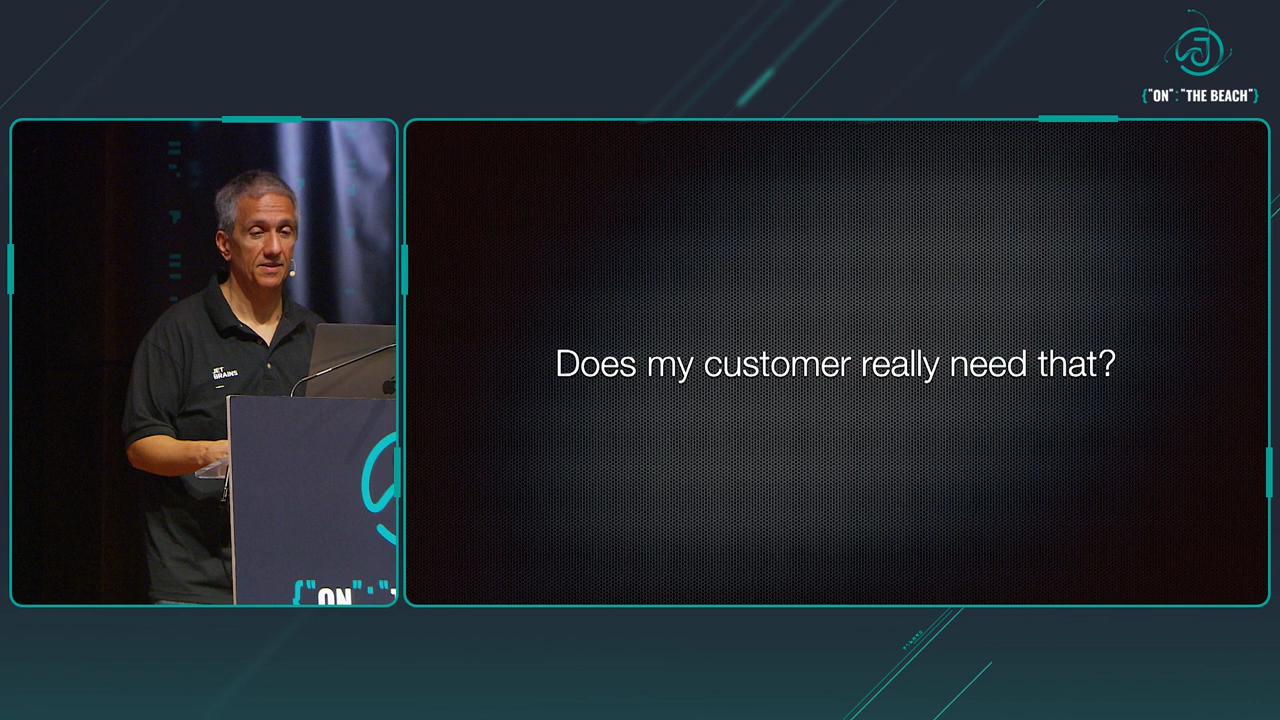 {"ON":"THE BEACH"}
Does my customer really need that?
JET
BRAINS
{"ON":"